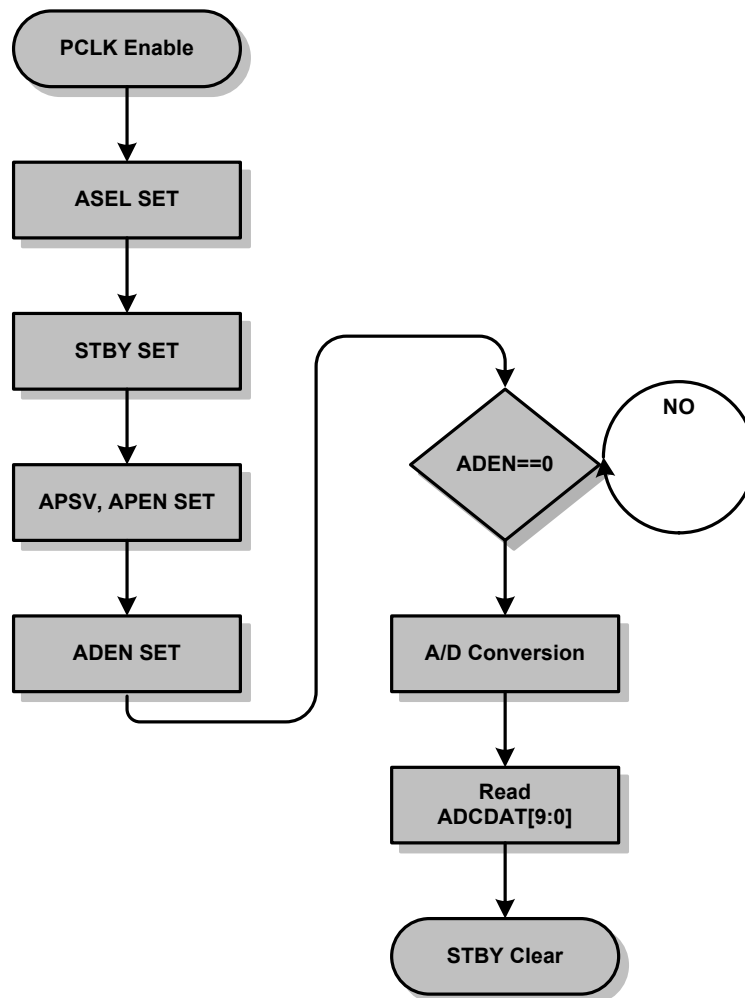 PCLK Enable
ASEL SET
STBY SET
APSV, APEN SET
ADEN SET
ADEN==0
NO
A/D Conversion
Read
ADCDAT[9:0]
STBY Clear